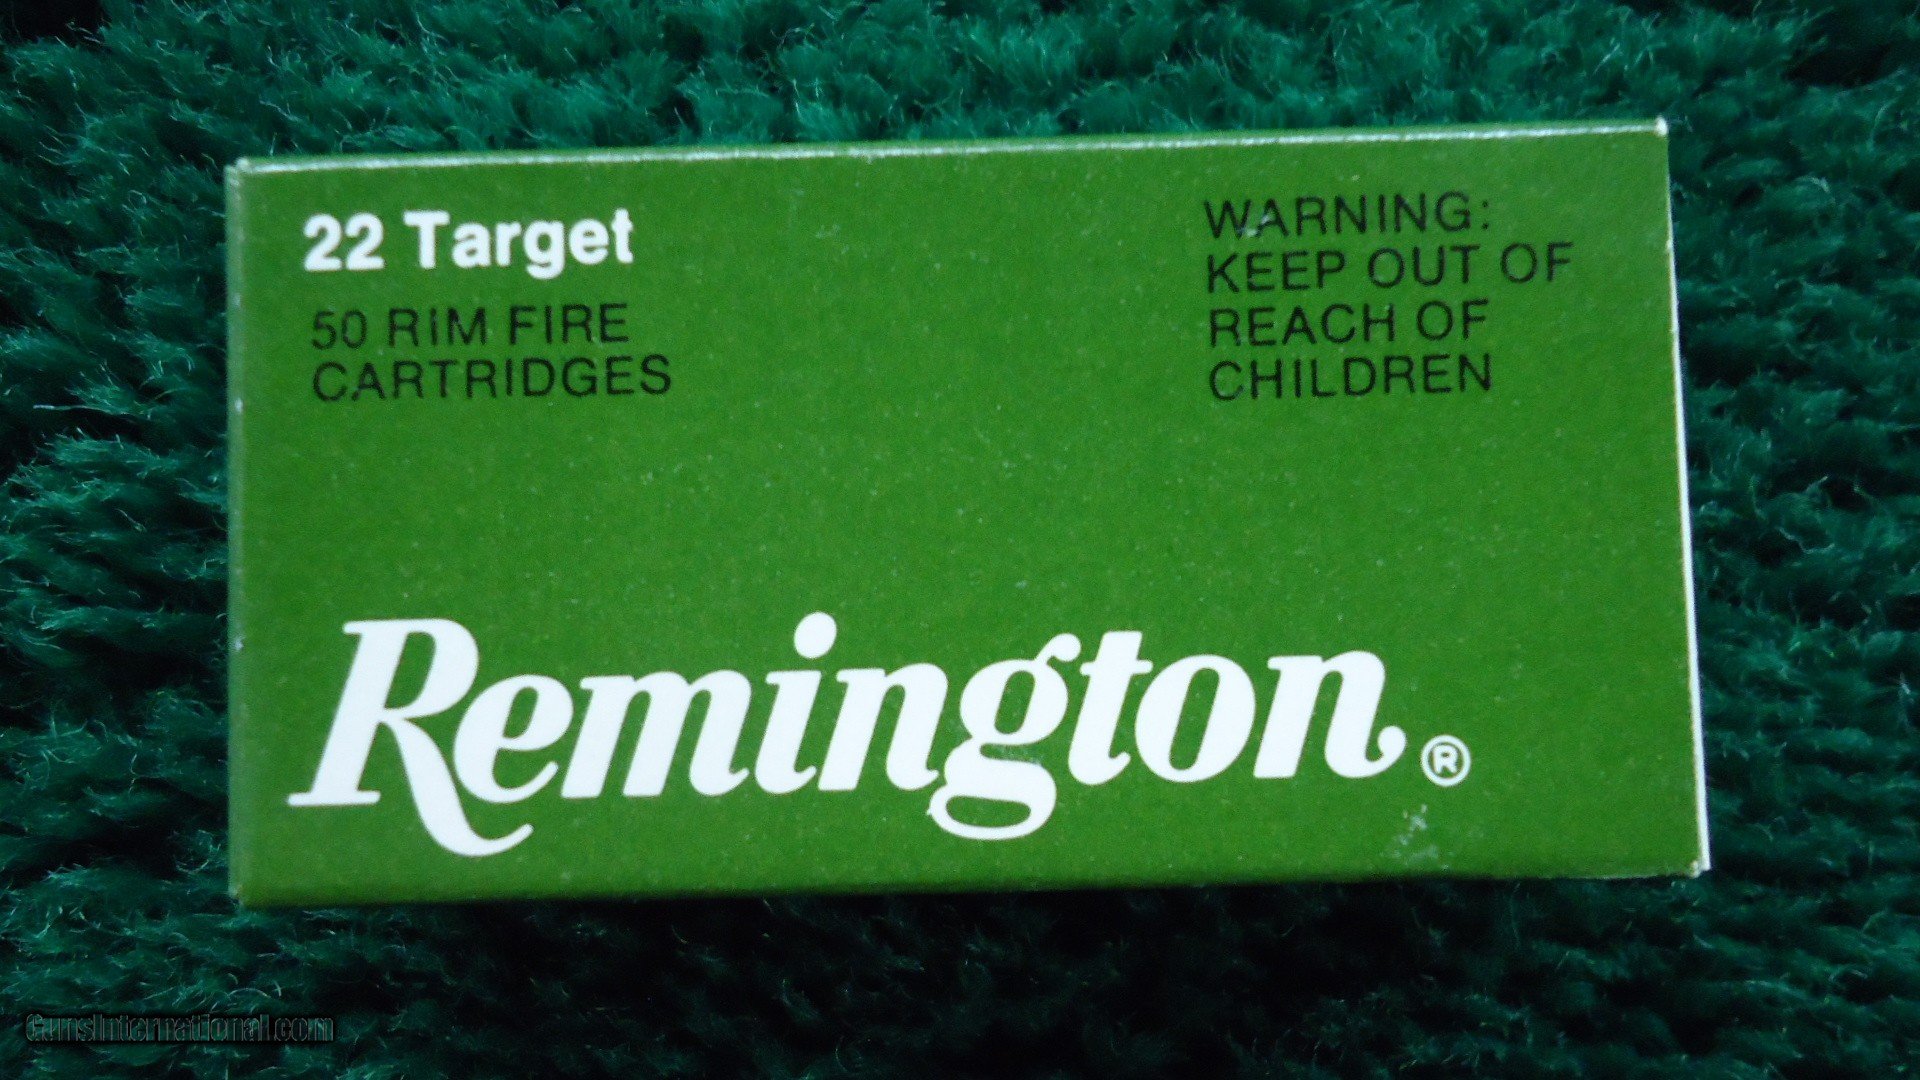 22 Target
50 RIM FIRE
CARTRIDGES
WARNING:
KEEP OUT OF
REACH OF
CHILDREN
Remington®
GunsInternational.com